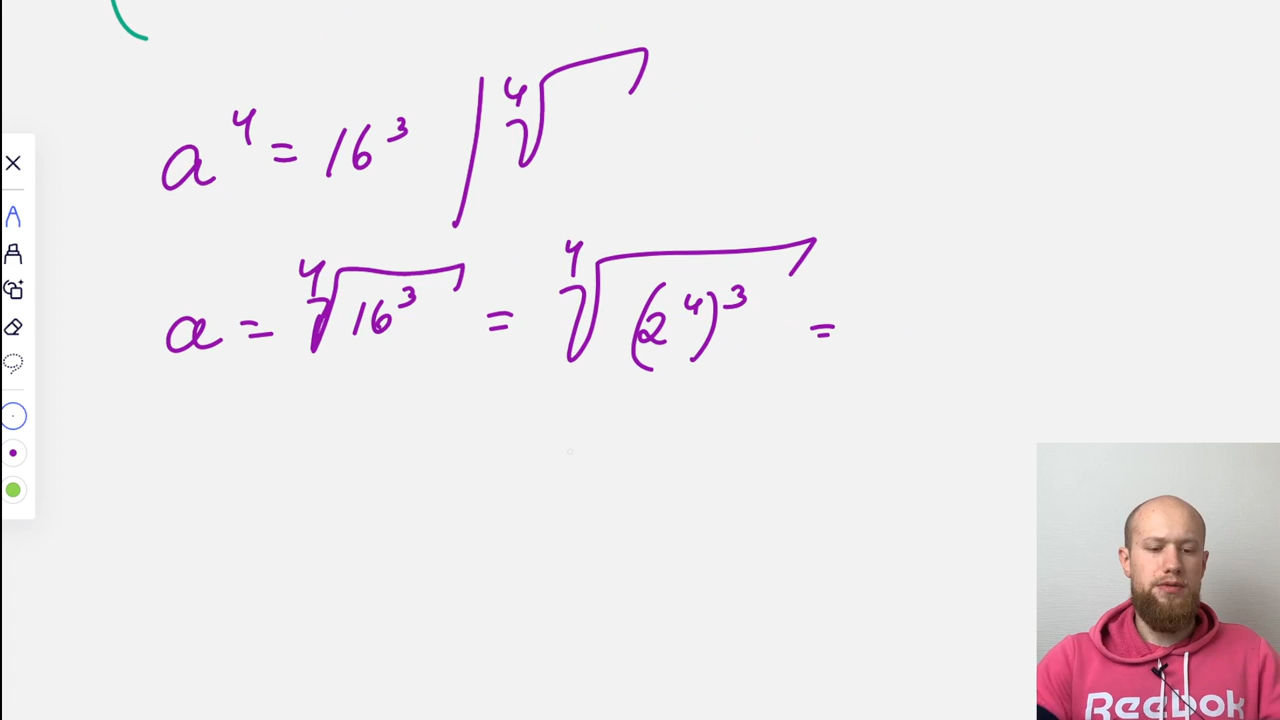 a⁴ = 16³ | ⁴√
a = ⁴√16³ = ⁴√(2⁴)³ =
Reebok